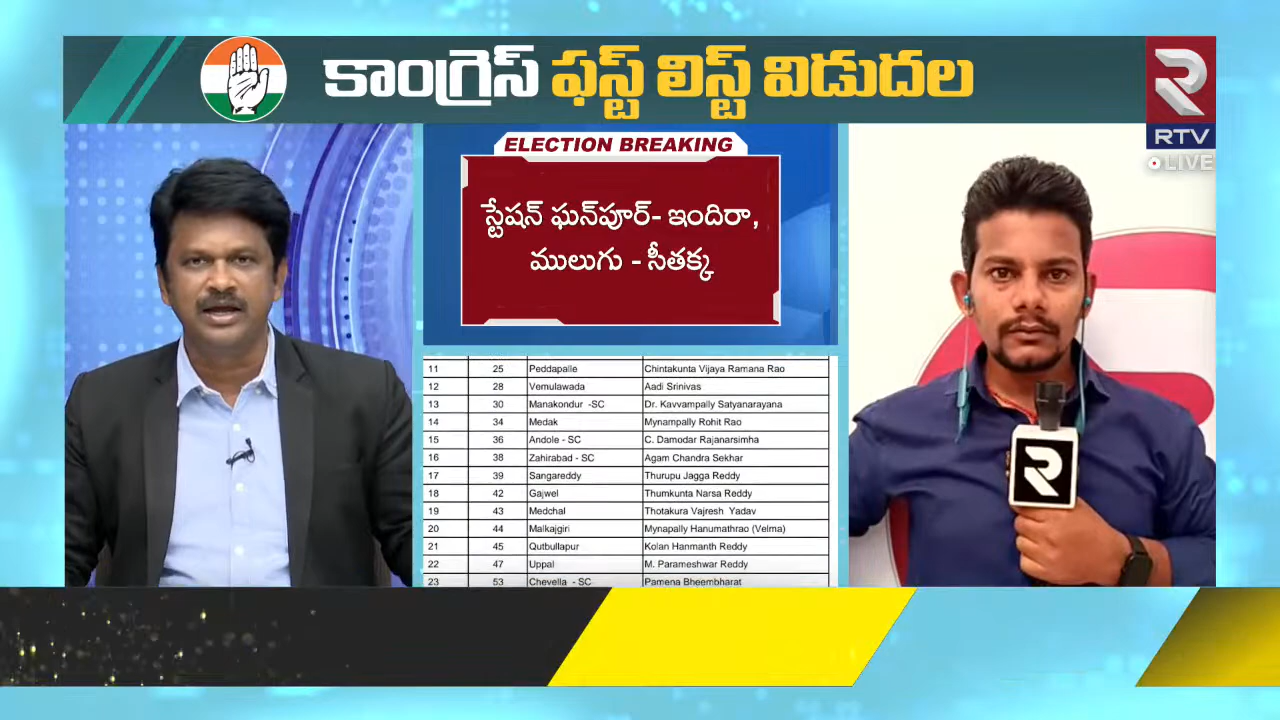 కాంగ్రెస్ ఫస్ట్ లిస్ట్ విడుదల
RTV
LIVE
ELECTION BREAKING
స్టేషన్ ఘన్‌పూర్- ఇందిరా,
ములుగు - సీతక్క
11 25 Peddapalle Chintakunta Vijaya Ramana Rao
12 28 Vemulawada Aadi Srinivas
13 30 Manakondur -SC Dr. Kavvampally Satyanarayana
14 34 Medak Mynampally Rohit Rao
15 36 Andole - SC C. Damodar Rajanarsimha
16 38 Zahirabad - SC Agam Chandra Sekhar
17 39 Sangareddy Thurupu Jagga Reddy
18 42 Gajwel Thumkunta Narsa Reddy
19 43 Medchal Thotakura Vajresh Yadav
20 44 Malkajgiri Mynapally Hanumathrao (Velma)
21 45 Qutbullapur Kolan Hanmanth Reddy
22 47 Uppal M. Parameshwar Reddy
23 53 Chevella - SC Pamena Bheembharat